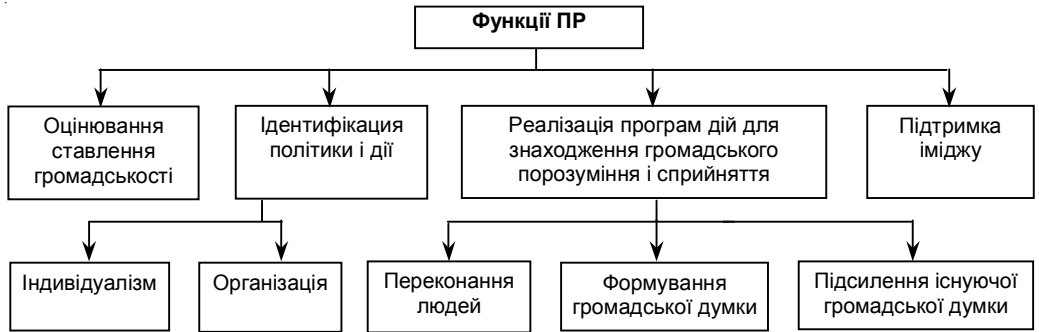 Функції ПР
Оцінювання
ставлення
громадськості
Ідентифікация
політики і дії
Реалізація програм дій для
знаходження громадського
порозуміння і сприйняття
Підтримка
іміджу
Індивідуалізм
Організація
Переконання
людей
Формування
громадської думки
Підсилення існуючої
громадської думки